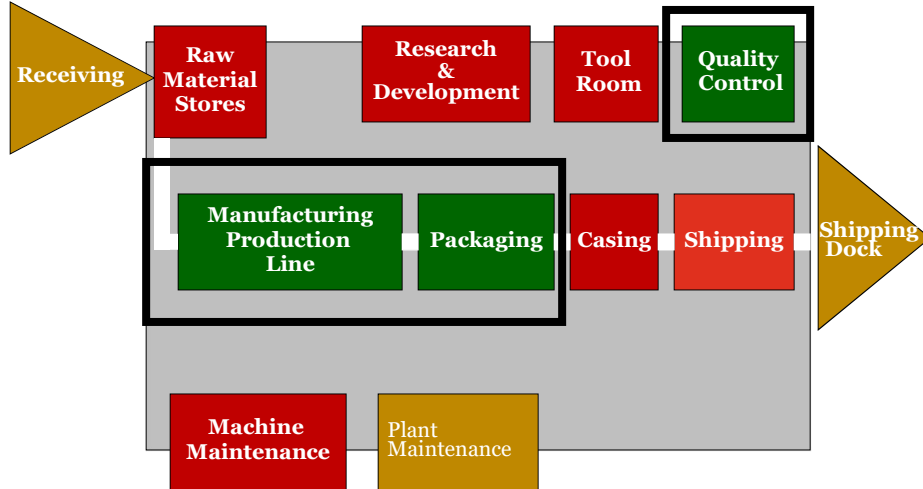 Receiving
Raw
Material
Stores
Research
&
Development
Tool
Room
Quality
Control
Manufacturing
Production
Line
Packaging
Casing
Shipping
Shipping
Dock
Machine
Maintenance
Plant
Maintenance